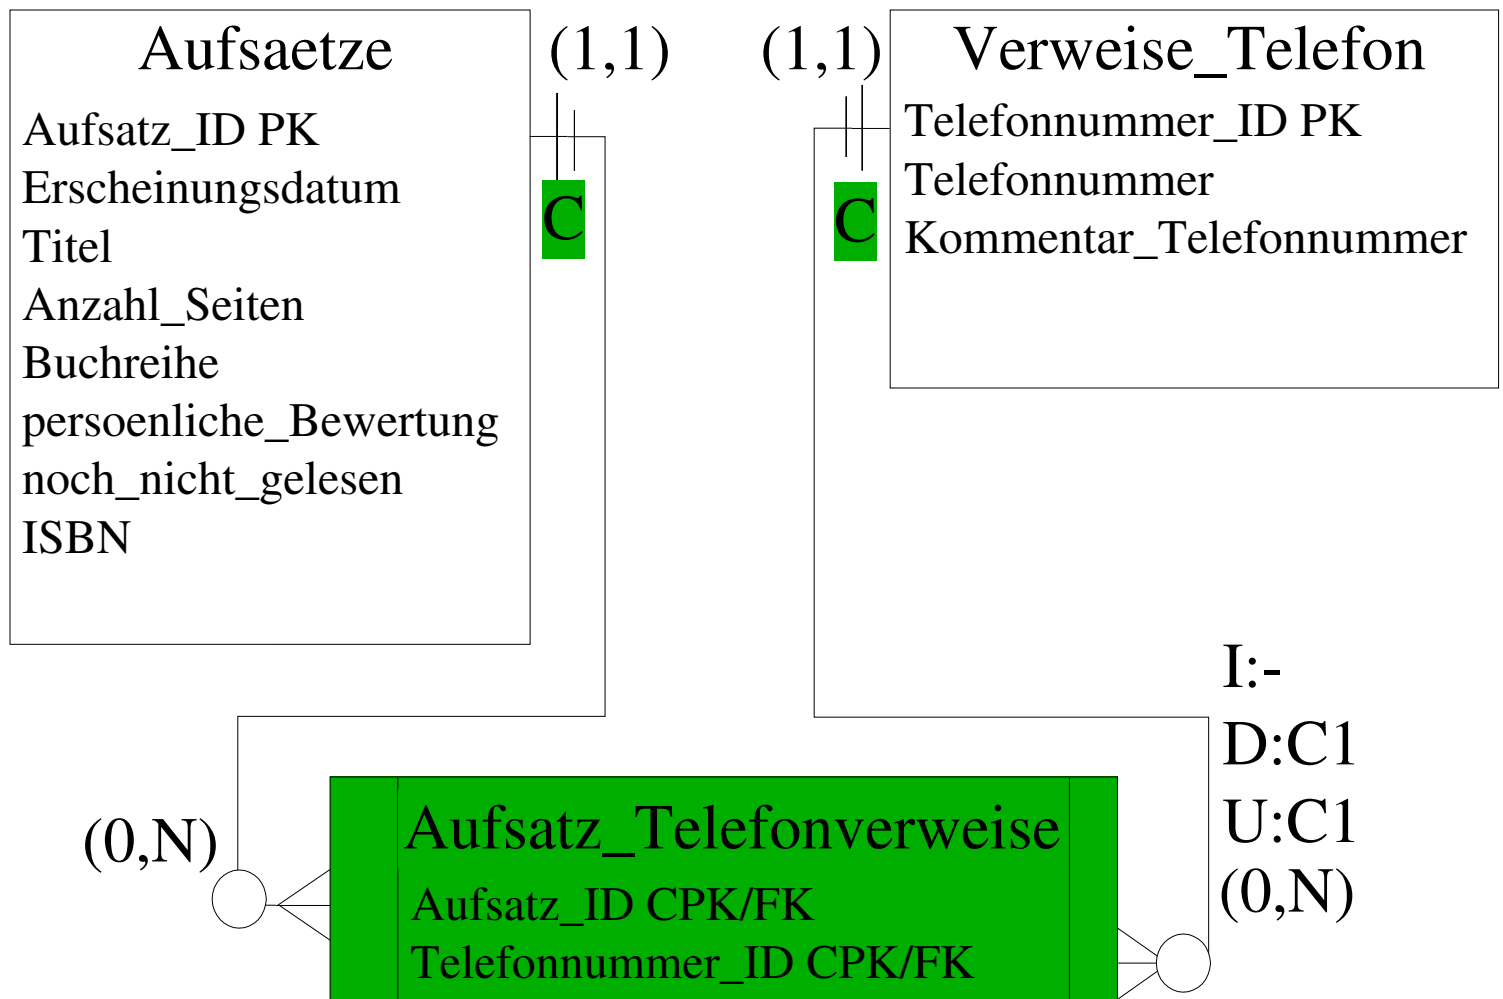 Aufsaetze
(1,1)
Aufsatz_ID PK
Erscheinungsdatum
Titel
Anzahl_Seiten
Buchreihe
persoenliche_Bewertung
noch_nicht_gelesen
ISBN
C
(1,1)
Verweise_Telefon
Telefonnummer_ID PK
Telefonnummer
Kommentar_Telefonnummer
C
I:-
D:C1
U:C1
(0,N)
(0,N)
Aufsatz_Telefonverweise
Aufsatz_ID CPK/FK
Telefonnummer_ID CPK/FK